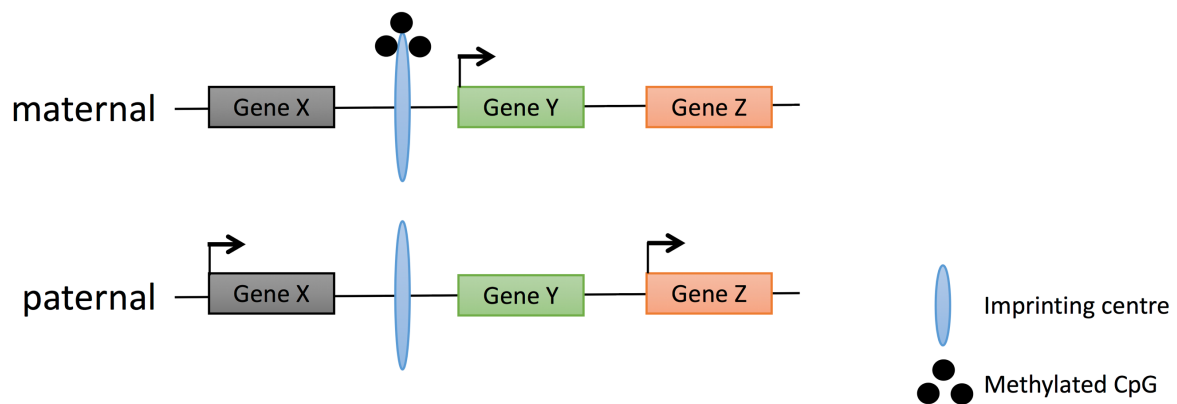 maternal
Gene X
Gene Y
Gene Z
paternal
Gene X
Gene Y
Gene Z
Imprinting centre
Methylated CpG